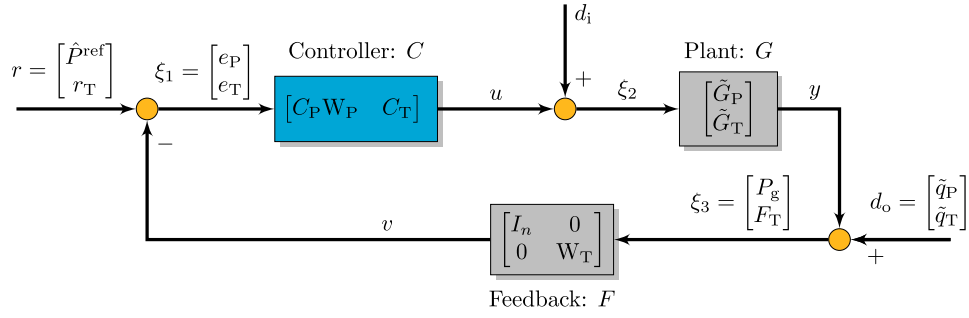 d_i
Controller: C
Plant: G
r = [P̂^ref r_T]
ξ_1 = [e_P e_T]
[C_P W_P C_T]
u
+
ξ_2
[G̃_P G̃_T]
y
−
v
[I_n 0 0 W_T]
ξ_3 = [P_g F_T]
d_o = [q̃_P q̃_T]
+
Feedback: F